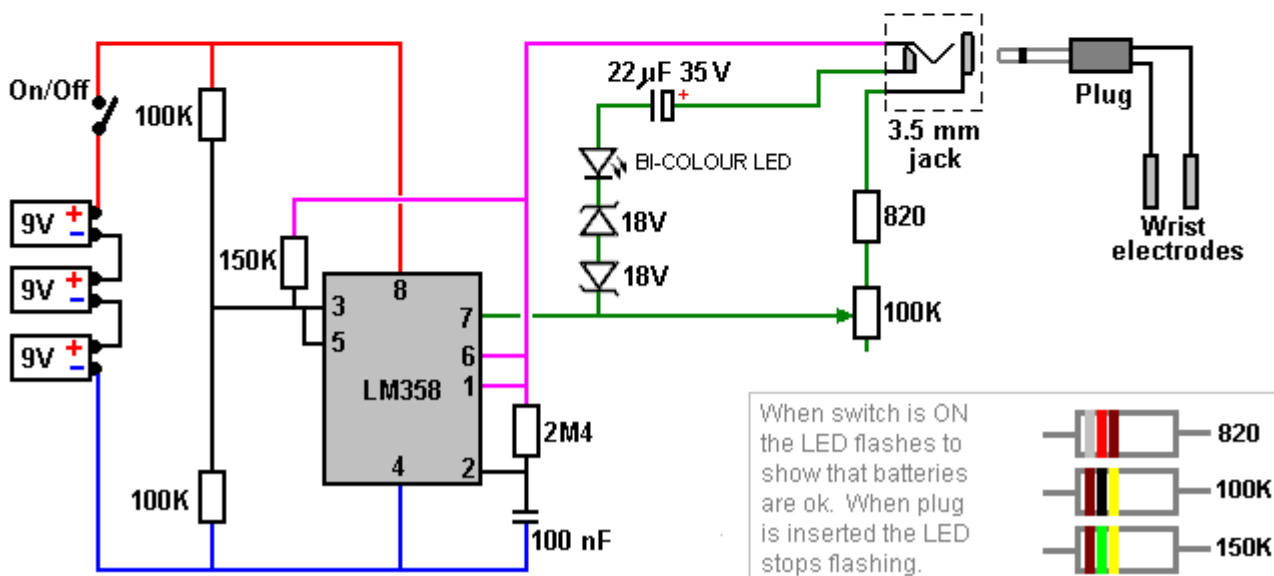 On/Off
100K
9V + −
9V + −
9V + −
150K
100K
3
5
8
7
6
1
2
4
LM358
22 µF 35 V
+
BI-COLOUR LED
18V
18V
2M4
100 nF
3.5 mm
jack
820
100K
Plug
Wrist
electrodes
When switch is ON
the LED flashes to
show that batteries
are ok. When plug
is inserted the LED
stops flashing.
820
100K
150K